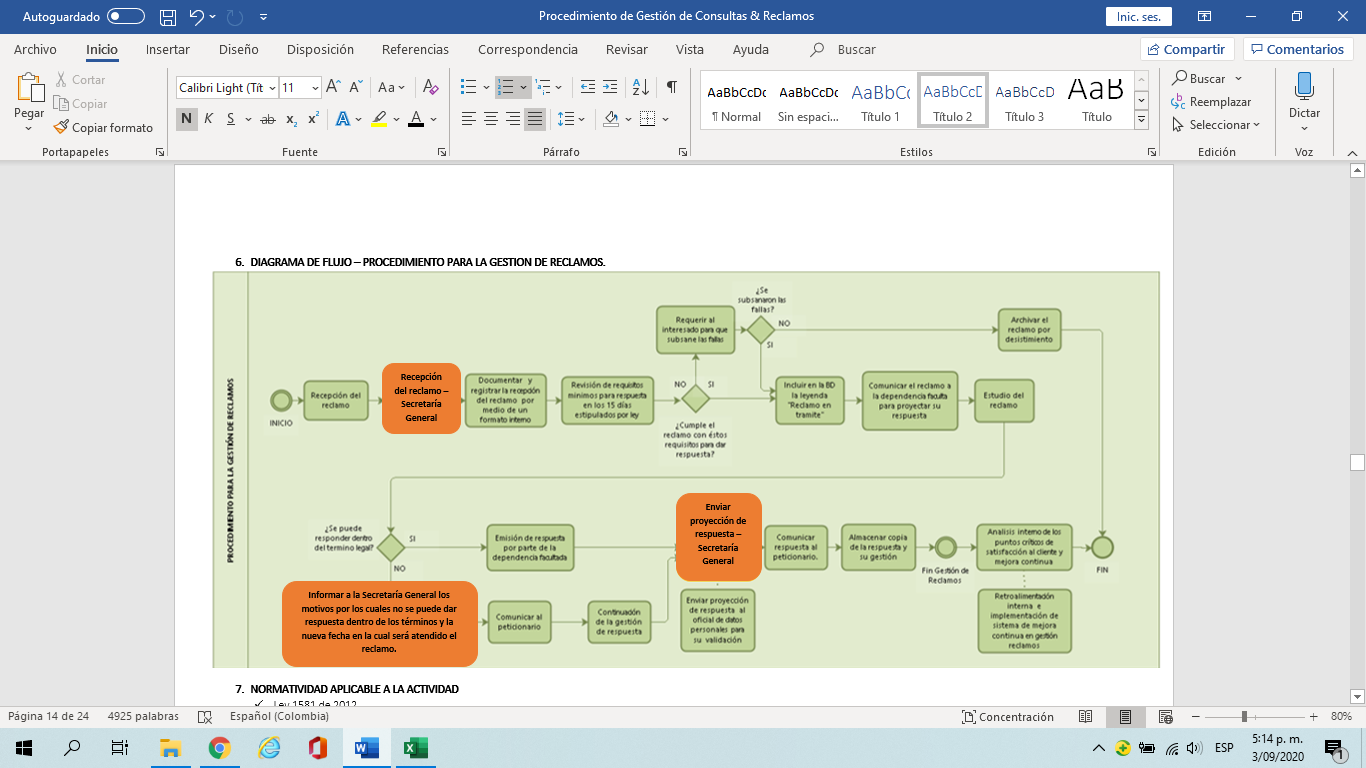 Autoguardado
Procedimiento de Gestión de Consultas & Reclamos
Inic. ses.
Archivo Inicio Insertar Diseño Disposición Referencias Correspondencia Revisar Vista Ayuda Buscar
Compartir Comentarios
Pegar
Cortar
Copiar
Copiar formato
Portapapeles
Calibri Light (Tít 11
Aa
N K S ab x₂ x² A A
Fuente
Párrafo
AaBbCcDc AaBbCcDc AaBbCc AaBbCcE AaBbCcD AaB
¶ Normal Sin espaci... Título 1 Título 2 Título 3 Título
Estilos
Buscar
Reemplazar
Seleccionar
Edición
Dictar
Voz
6. DIAGRAMA DE FLUJO – PROCEDIMIENTO PARA LA GESTION DE RECLAMOS.
PROCEDIMIENTO PARA LA GESTIÓN DE RECLAMOS
INICIO
Recepción del
reclamo
Recepción
del reclamo –
Secretaría
General
Documentar y
registrar la recepción
del reclamo por
medio de un
formato interno
Revisión de requisitos
mínimos para respuesta
en los 15 días
estipulados por ley
Requerir al
interesado para que
subsane las fallas
¿Se
subsanaron las
fallas?
NO
SI
NO
SI
¿Cumple el
reclamo con éstos
requisitos para dar
respuesta?
Incluir en la BD
la leyenda
"Reclamo en
tramite"
Comunicar el reclamo a
la dependencia faculta
para proyectar su
respuesta
Estudio del
reclamo
Archivar el
reclamo por
desistimiento
¿Se puede
responder dentro
del termino legal?
SI
NO
Emisión de respuesta
por parte de la
dependencia facultada
Enviar
proyección de
respuesta –
Secretaría
General
Comunicar
respuesta al
peticionario.
Almacenar copia
de la respuesta y
su gestión
Fin Gestión de
Reclamos
Analisis interno de los
puntos críticos de
satisfacción al cliente y
mejora continua
FIN
Informar a la Secretaría General los
motivos por los cuales no se puede dar
respuesta dentro de los términos y la
nueva fecha en la cual será atendido el
reclamo.
Comunicar al
peticionario
Continuación
de la gestión
de respuesta
Enviar proyección
de respuesta al
oficial de datos
personales para
su validación
Retroalimentación
interna e
implementación de
sistema de mejora
continua en gestión
reclamos
7. NORMATIVIDAD APLICABLE A LA ACTIVIDAD
✓ Ley 1581 de 2012
Página 14 de 24 4925 palabras Español (Colombia) Concentración 80%
ESP
5:14 p. m.
3/09/2020
1